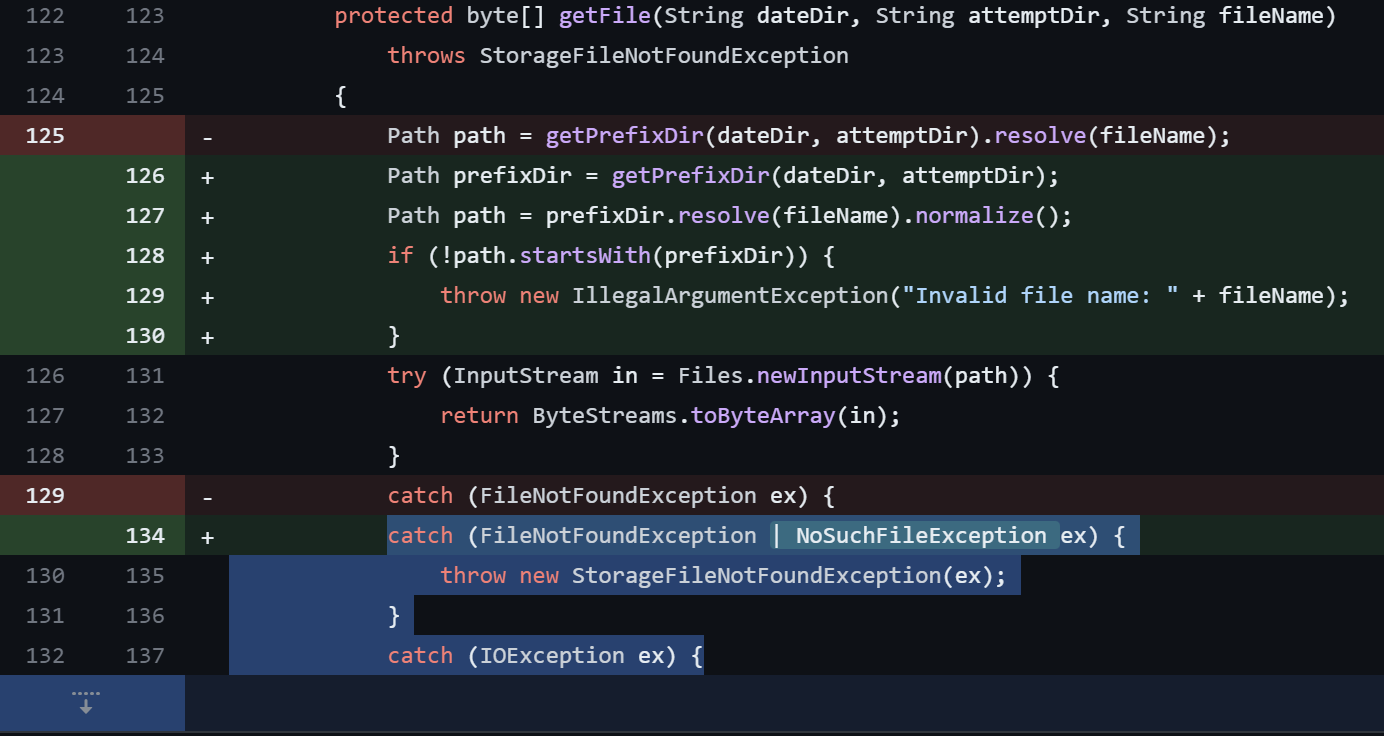 122 123 protected byte[] getFile(String dateDir, String attemptDir, String fileName)
123 124 throws StorageFileNotFoundException
124 125 {
125 - Path path = getPrefixDir(dateDir, attemptDir).resolve(fileName);
126 + Path prefixDir = getPrefixDir(dateDir, attemptDir);
127 + Path path = prefixDir.resolve(fileName).normalize();
128 + if (!path.startsWith(prefixDir)) {
129 + throw new IllegalArgumentException("Invalid file name: " + fileName);
130 + }
126 131 try (InputStream in = Files.newInputStream(path)) {
127 132 return ByteStreams.toByteArray(in);
128 133 }
129 - catch (FileNotFoundException ex) {
134 + catch (FileNotFoundException | NoSuchFileException ex) {
130 135 throw new StorageFileNotFoundException(ex);
131 136 }
132 137 catch (IOException ex) {